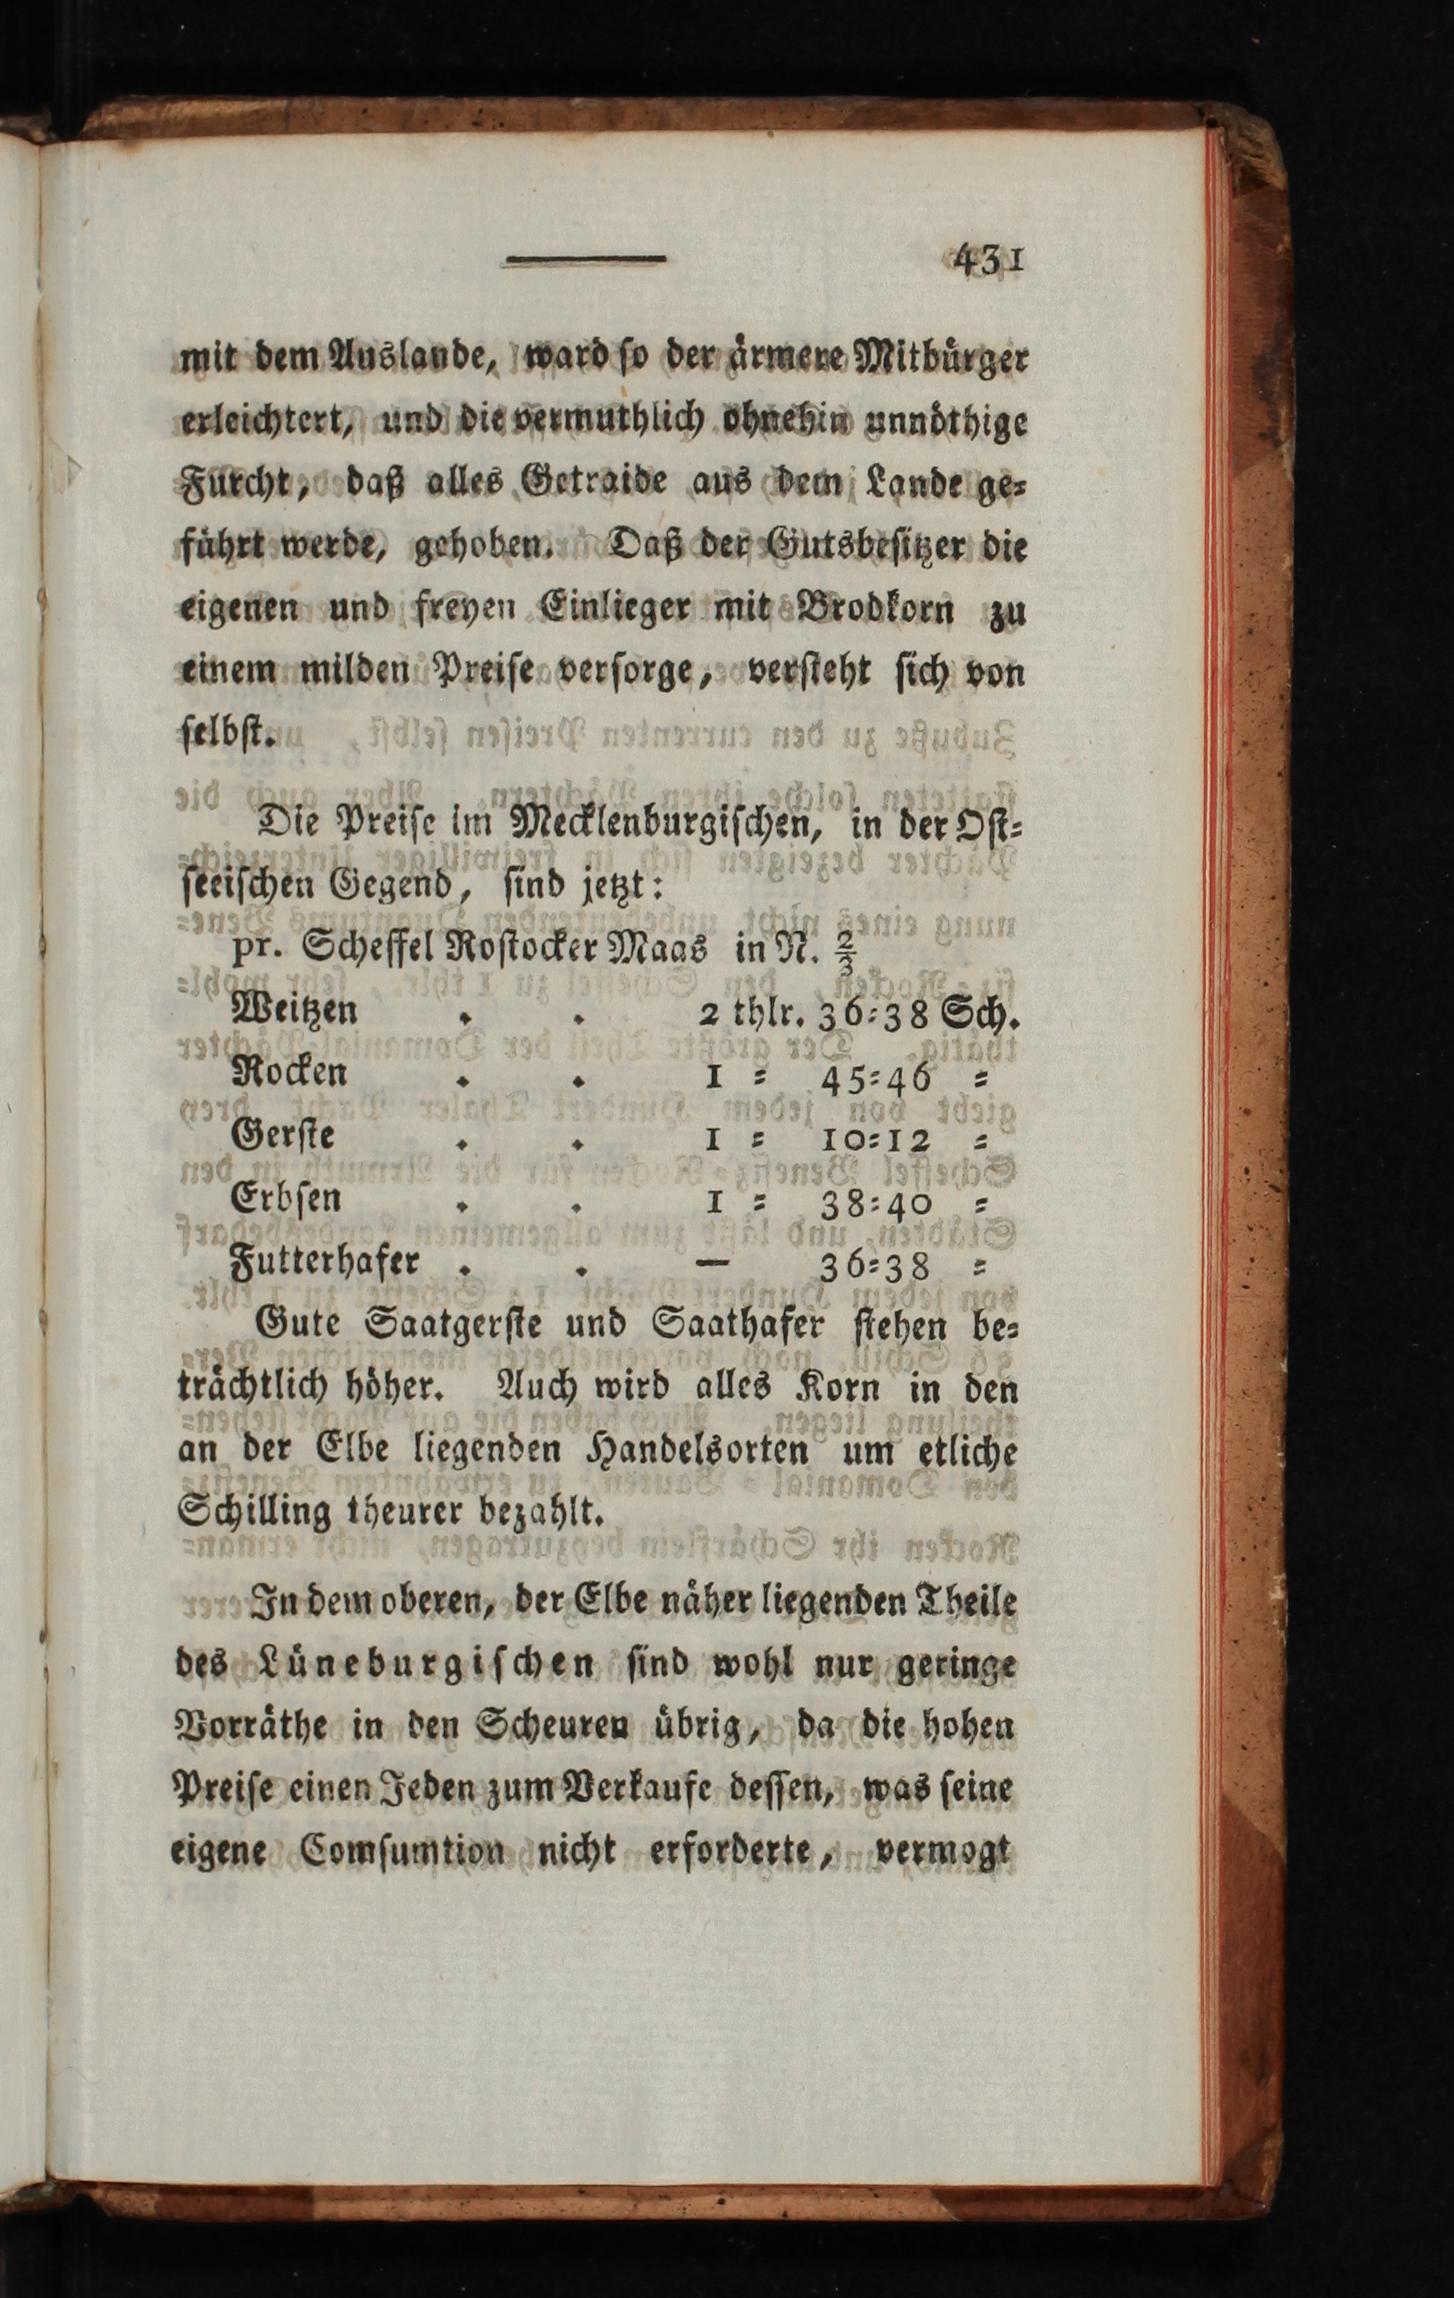 431
mit dem Auslande, ward so der ärmere Mitbürger
erleichtert, und die vermuthlich ohnehin unnöthige
Furcht, daß alles Getraide aus dem Lande ge=
führt werde, gehoben. Daß der Gutsbesitzer die
eigenen und freyen Einlieger mit Brodkorn zu
einem milden Preise versorge, versteht sich von
selbst.
Die Preise im Mecklenburgischen, in der Ost=
seeischen Gegend, sind jetzt:
pr. Scheffel Rostocker Maas in N. 2/3
Weitzen . . 2 thlr. 36=38 Sch.
Rocken . . 1 = 45=46 =
Gerste . . 1 = 10=12 =
Erbsen . . 1 = 38=40 =
Futterhafer . . — 36=38 =
Gute Saatgerste und Saathafer stehen be=
trächtlich höher. Auch wird alles Korn in den
an der Elbe liegenden Handelsorten um etliche
Schilling theurer bezahlt.
In dem oberen, der Elbe näher liegenden Theile
des Lüneburgischen sind wohl nur geringe
Vorräthe in den Scheuren übrig, da die hohen
Preise einen Jeden zum Verkaufe dessen, was seine
eigene Comsumtion nicht erforderte, vermogt